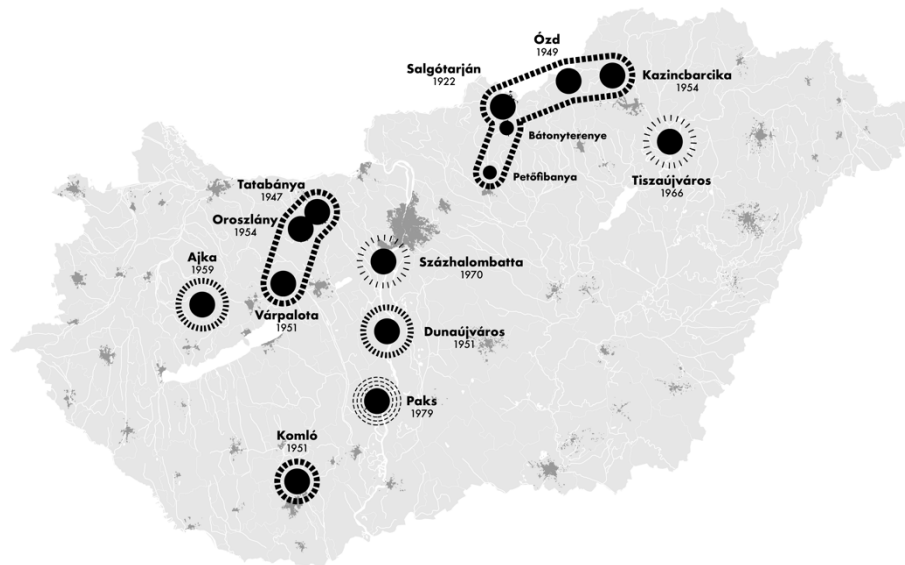 Ózd
1949
Salgótarján
1922
Kazincbarcika
1954
Bátonyterenye
Petőfibanya
Tiszaújváros
1966
Tatabánya
1947
Oroszlány
1954
Ajka
1959
Várpalota
1951
Százhalombatta
1970
Dunaújváros
1951
Paks
1979
Komló
1951